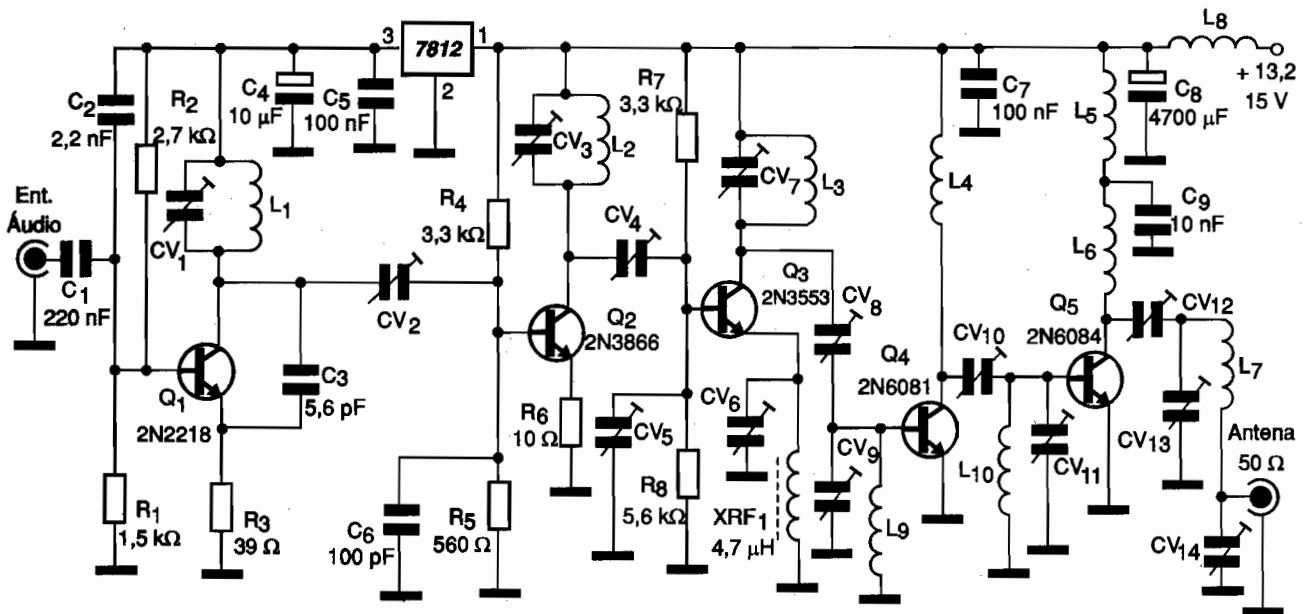 3
7812
1
2
L8
+ 13,2
15 V
C2
2,2 nF
R2
2,7 kΩ
C4
10 µF
C5
100 nF
CV1
L1
Ent.
Áudio
C1
220 nF
Q1
2N2218
R1
1,5 kΩ
R3
39 Ω
C3
5,6 pF
CV2
R4
3,3 kΩ
C6
100 pF
R5
560 Ω
CV3
L2
CV4
Q2
2N3866
R6
10 Ω
CV5
R7
3,3 kΩ
R8
5,6 kΩ
CV7
L3
Q3
2N3553
CV6
XRF1
4,7 µH
CV8
CV9
L9
Q4
2N6081
L4
C7
100 nF
CV10
L10
CV11
L5
C8
4700 µF
L6
C9
10 nF
Q5
2N6084
CV12
CV13
L7
Antena
50 Ω
CV14